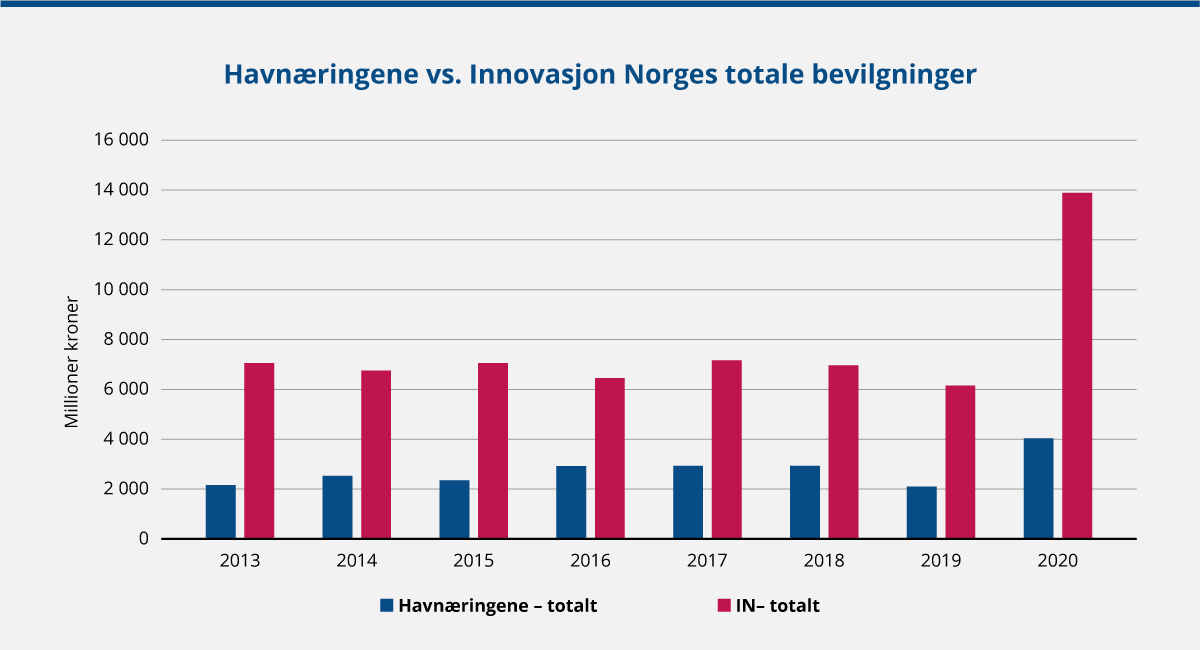 Havnæringene vs. Innovasjon Norges totale bevilgninger
Millioner kroner
16 000
14 000
12 000
10 000
8 000
6 000
4 000
2 000
0
2013 2014 2015 2016 2017 2018 2019 2020
Havnæringene – totalt IN– totalt